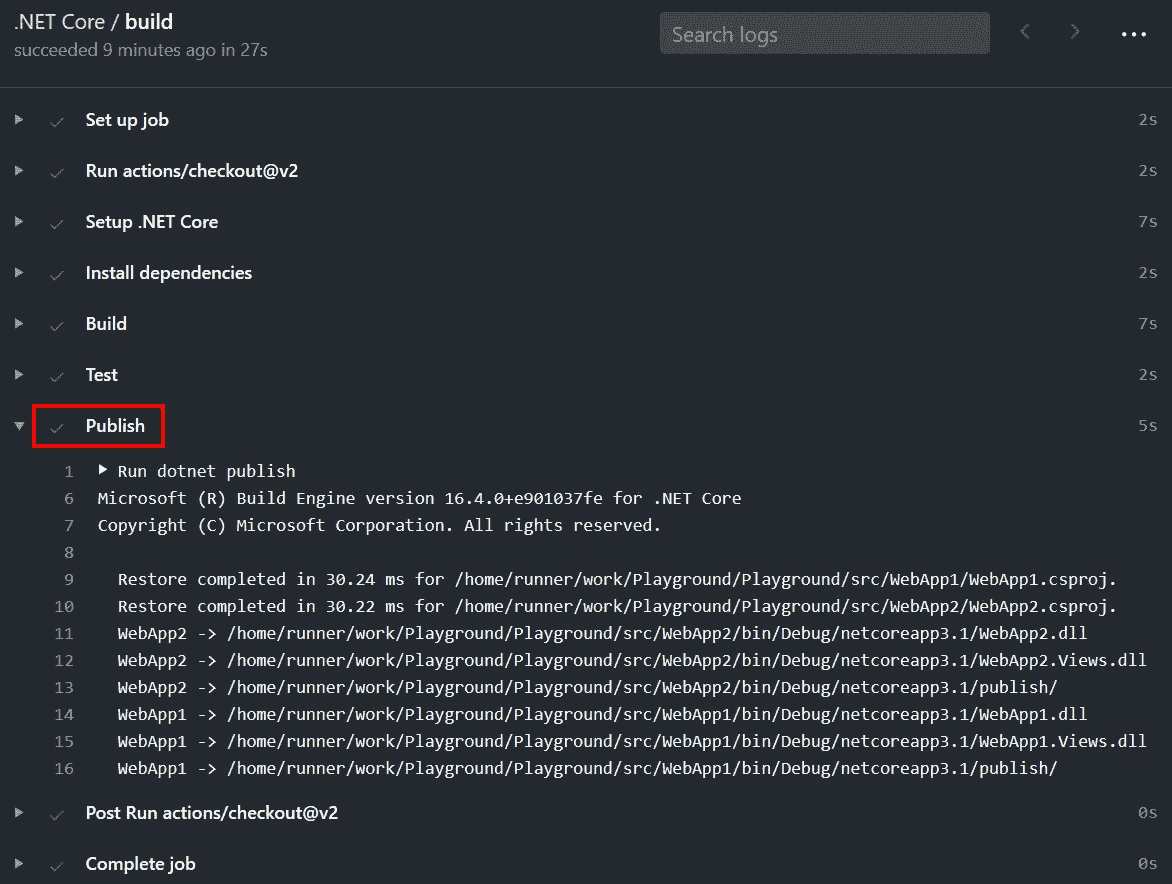 .NET Core / build
succeeded 9 minutes ago in 27s
Search logs
Set up job 2s
Run actions/checkout@v2 2s
Setup .NET Core 7s
Install dependencies 2s
Build 7s
Test 2s
Publish 5s
1 Run dotnet publish
6 Microsoft (R) Build Engine version 16.4.0+e901037fe for .NET Core
7 Copyright (C) Microsoft Corporation. All rights reserved.
8
9 Restore completed in 30.24 ms for /home/runner/work/Playground/Playground/src/WebApp1/WebApp1.csproj.
10 Restore completed in 30.22 ms for /home/runner/work/Playground/Playground/src/WebApp2/WebApp2.csproj.
11 WebApp2 -> /home/runner/work/Playground/Playground/src/WebApp2/bin/Debug/netcoreapp3.1/WebApp2.dll
12 WebApp2 -> /home/runner/work/Playground/Playground/src/WebApp2/bin/Debug/netcoreapp3.1/WebApp2.Views.dll
13 WebApp2 -> /home/runner/work/Playground/Playground/src/WebApp2/bin/Debug/netcoreapp3.1/publish/
14 WebApp1 -> /home/runner/work/Playground/Playground/src/WebApp1/bin/Debug/netcoreapp3.1/WebApp1.dll
15 WebApp1 -> /home/runner/work/Playground/Playground/src/WebApp1/bin/Debug/netcoreapp3.1/WebApp1.Views.dll
16 WebApp1 -> /home/runner/work/Playground/Playground/src/WebApp1/bin/Debug/netcoreapp3.1/publish/
Post Run actions/checkout@v2 0s
Complete job 0s